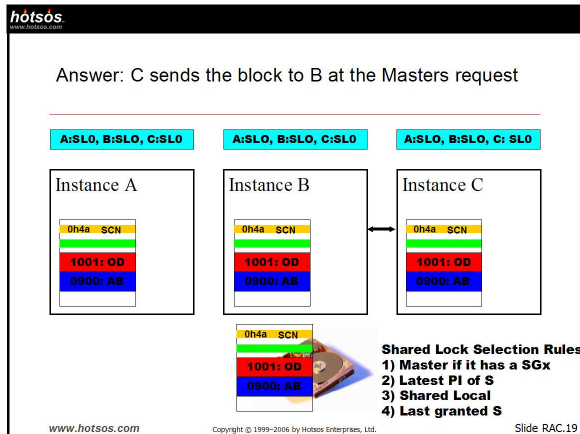 hotsos
www.hotsos.com
Answer: C sends the block to B at the Masters request
A:SL0, B:SLO, C:SL0
A:SL0, B:SLO, C:SL0
A:SL0, B:SLO, C: SL0
Instance A
Instance B
Instance C
0h4a SCN
1001: OD
0900: AB
0h4a SCN
1001: OD
0900: AB
0h4a SCN
1001: OD
0900: AB
0h4a SCN
1001: OD
0900: AB
Shared Lock Selection Rules
1) Master if it has a SGx
2) Latest PI of S
3) Shared Local
4) Last granted S
www.hotsos.com
Copyright © 1999–2006 by Hotsos Enterprises, Ltd.
Slide RAC.19